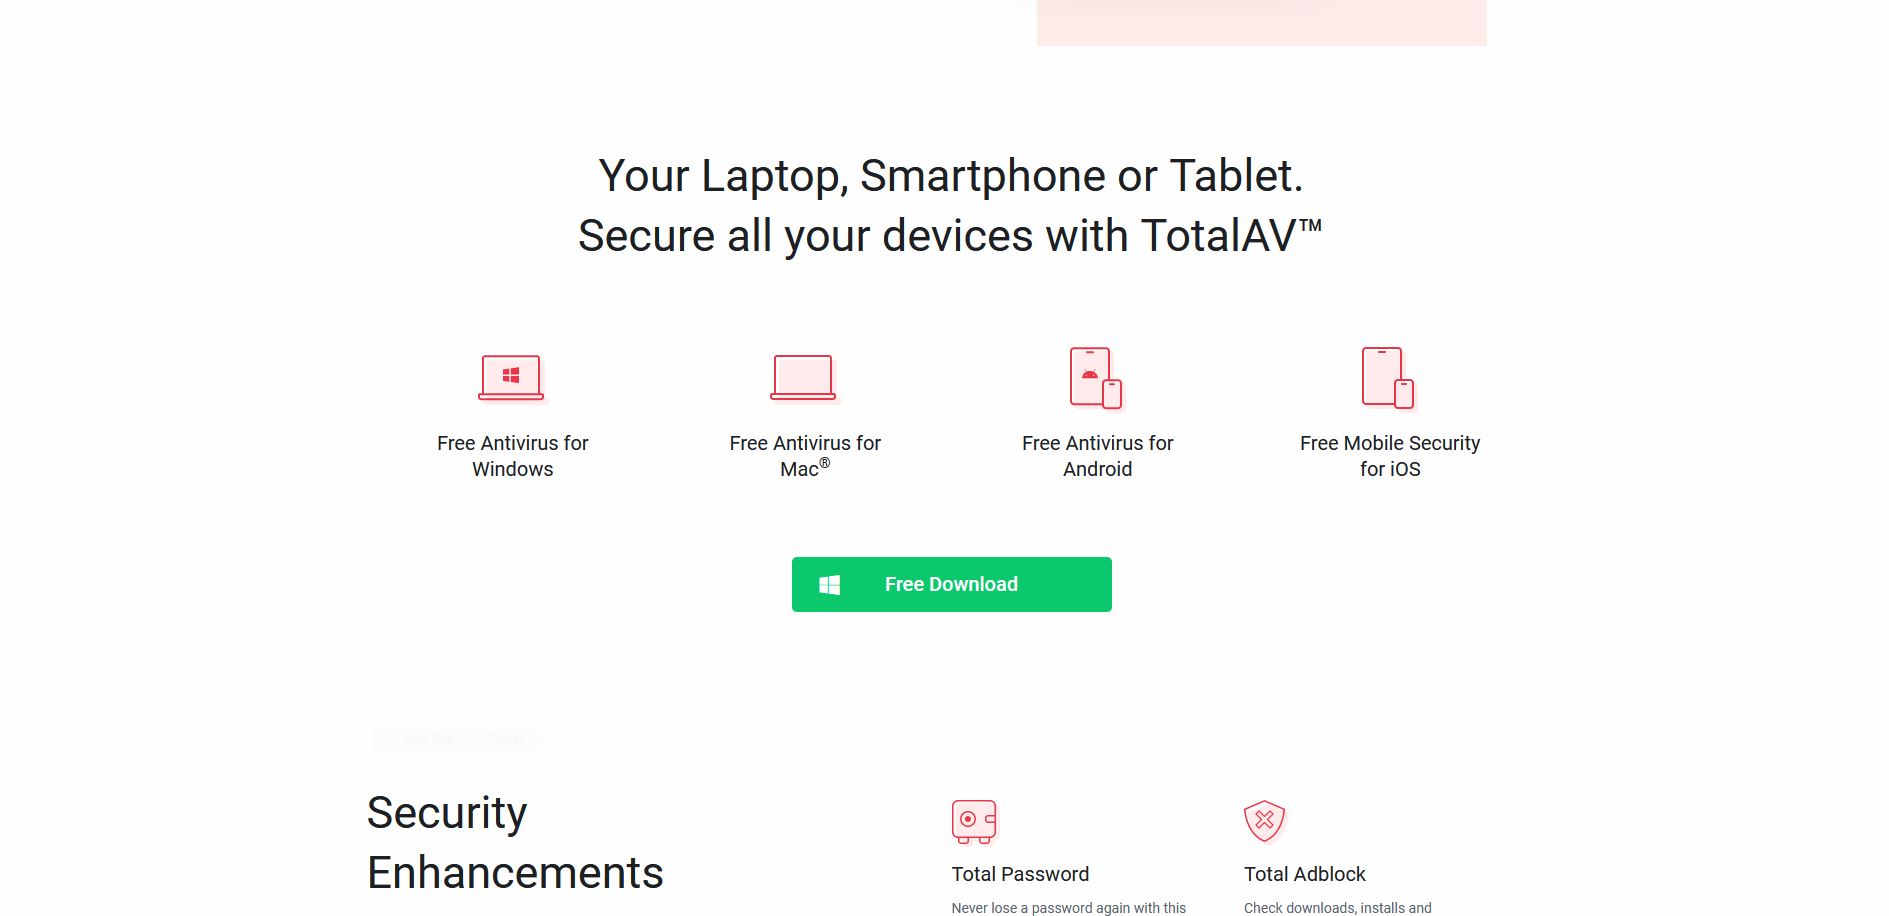 Your Laptop, Smartphone or Tablet.
Secure all your devices with TotalAV™
Free Antivirus for
Windows
Free Antivirus for
Mac®
Free Antivirus for
Android
Free Mobile Security
for iOS
Free Download
New Snip Ctrl+N
Security
Enhancements
Total Password
Never lose a password again with this
Total Adblock
Check downloads, installs and